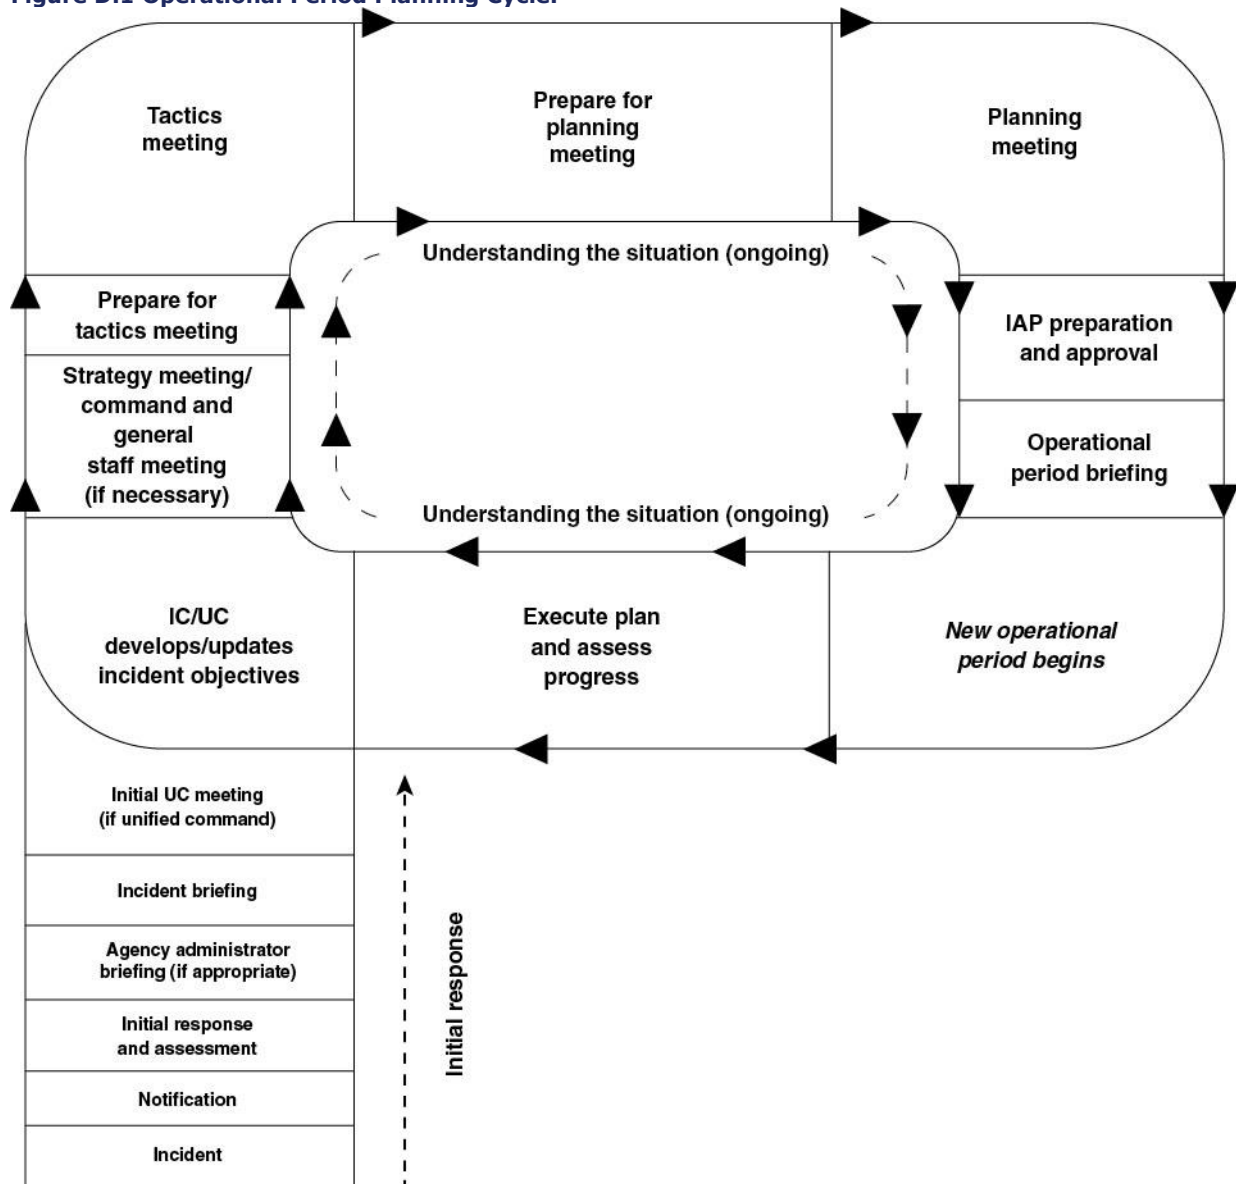 Figure D.1 Operational Period Planning Cycle.
Tactics
meeting
Prepare for
planning
meeting
Planning
meeting
Understanding the situation (ongoing)
Prepare for
tactics meeting
Strategy meeting/
command and
general
staff meeting
(if necessary)
IAP preparation
and approval
Operational
period briefing
Understanding the situation (ongoing)
IC/UC
develops/updates
incident objectives
Execute plan
and assess
progress
New operational
period begins
Initial UC meeting
(if unified command)
Incident briefing
Agency administrator
briefing (if appropriate)
Initial response
and assessment
Notification
Incident
Initial response